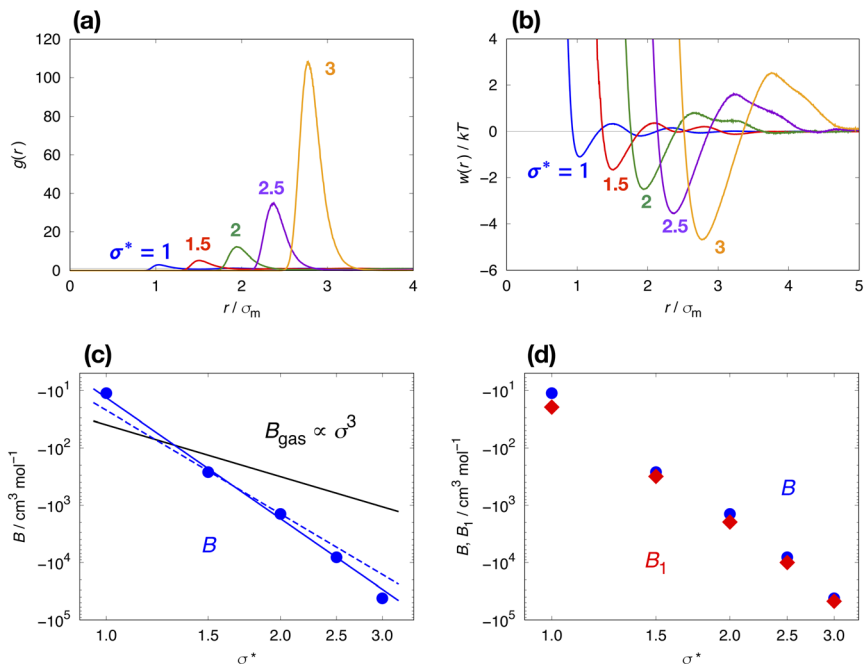 (a)
g(r)
120
100
80
60
40
20
0
0
1
2
3
4
r / σm
σ* = 1
1.5
2
2.5
3
(b)
w(r) / kT
4
2
0
−2
−4
−6
0
1
2
3
4
5
r / σm
σ* = 1
1.5
2
2.5
3
(c)
B / cm³ mol⁻¹
−10¹
−10²
−10³
−10⁴
−10⁵
1.0
1.5
2.0
2.5
3.0
σ*
Bgas ∝ σ³
B
(d)
B, B₁ / cm³ mol⁻¹
−10¹
−10²
−10³
−10⁴
−10⁵
1.0
1.5
2.0
2.5
3.0
σ*
B
B₁